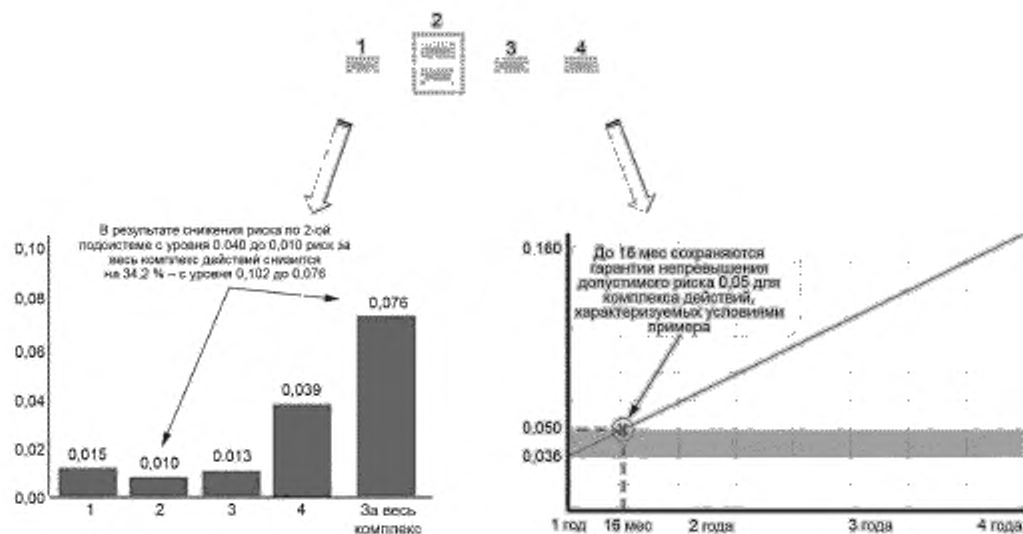 2
1
3
4
В результате снижения риска по 2-ой
подсистеме с уровня 0.040 до 0,010 риск за
весь комплекс действий снизится
на 34,2 % – с уровня 0,102 до 0,076
0,10
0,08
0,06
0,04
0,02
0,00
0,015
0,010
0.013
0,039
0,076
1
2
3
4
За весь
комплекс
До 16 мес сохраняются
гарантии непревышения
допустимого риска 0,05 для
комплекса действий,
характеризуемых условиями
примера
0,160
0,050
0,036
1 год
16 мес
2 года
3 года
4 года